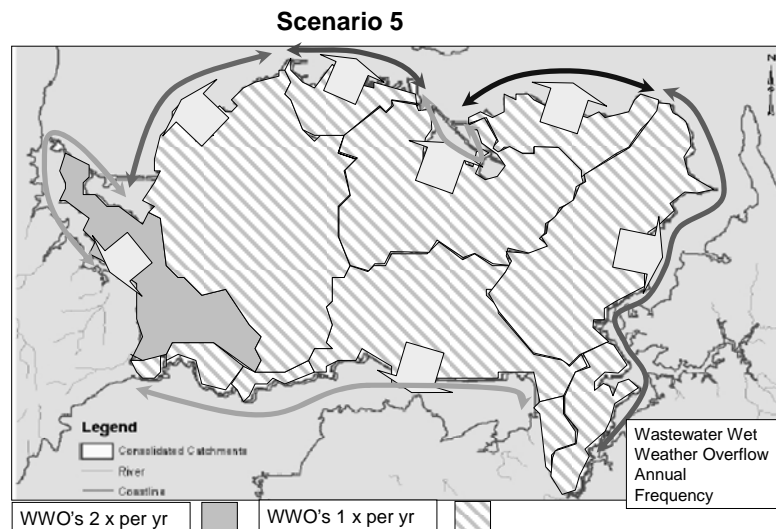 Scenario 5
Legend
Consolidated Catchments
River
Coastline
Wastewater Wet
Weather Overflow
Annual
Frequency
WWO's 2 x per yr
WWO's 1 x per yr